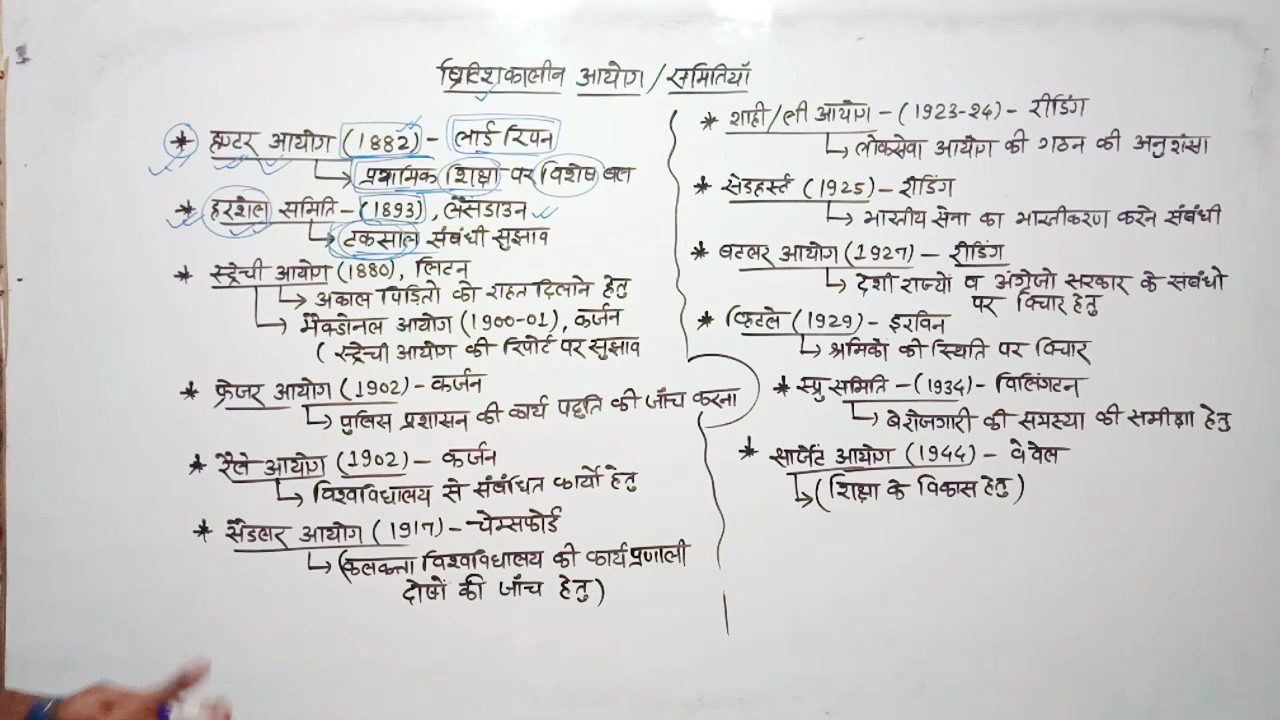 ब्रिटिशकालीन आयोग / समितियाँ
* हण्टर आयोग (1882) - लार्ड रिपन
↳ प्राथमिक शिक्षा पर विशेष बल
* हरशेल समिति - (1893), लैंसडाउन
↳ टकसाल संबंधी सुझाव
* स्ट्रेची आयोग (1880), लिटन
↳ अकाल पिडितो को राहत दिलाने हेतु
↳ मैक्डोनल आयोग (1900-01), कर्जन
( स्ट्रेची आयोग की रिपोर्ट पर सुझाव
* फ्रेजर आयोग (1902) - कर्जन
↳ पुलिस प्रशासन की कार्य पद्दति की जाँच करना
* रैले आयोग (1902) - कर्जन
↳ विश्वविधालय से संबंधित कार्यो हेतु
* सैडलर आयोग (1917) - चेम्सफोर्ड
↳ (कलकत्ता विश्वविधालय की कार्यप्रणाली
दोषों की जाँच हेतु)
* शाही/ली आयोग - (1923-24) - रीडिंग
↳ लोकसेवा आयोग की गठन की अनुशंसा
* सेडहर्स्त (1925) - रीडिंग
↳ भारतीय सेना का भारतीकरण करने संबंधी
* बटलर आयोग (1927) - रीडिंग
↳ देशी राज्यों व अंग्रेजो सरकार के संबंधो
पर विचार हेतु
* व्हिटले (1929) - इरविन
↳ श्रमिको की स्थिति पर विचार
* स्प्रु समिति - (1934) - विलिंगटन
↳ बेरोजगारी की समस्या की समीक्षा हेतु
* सार्जेंट आयोग (1944) - वेवेल
↳ (शिक्षा के विकास हेतु)